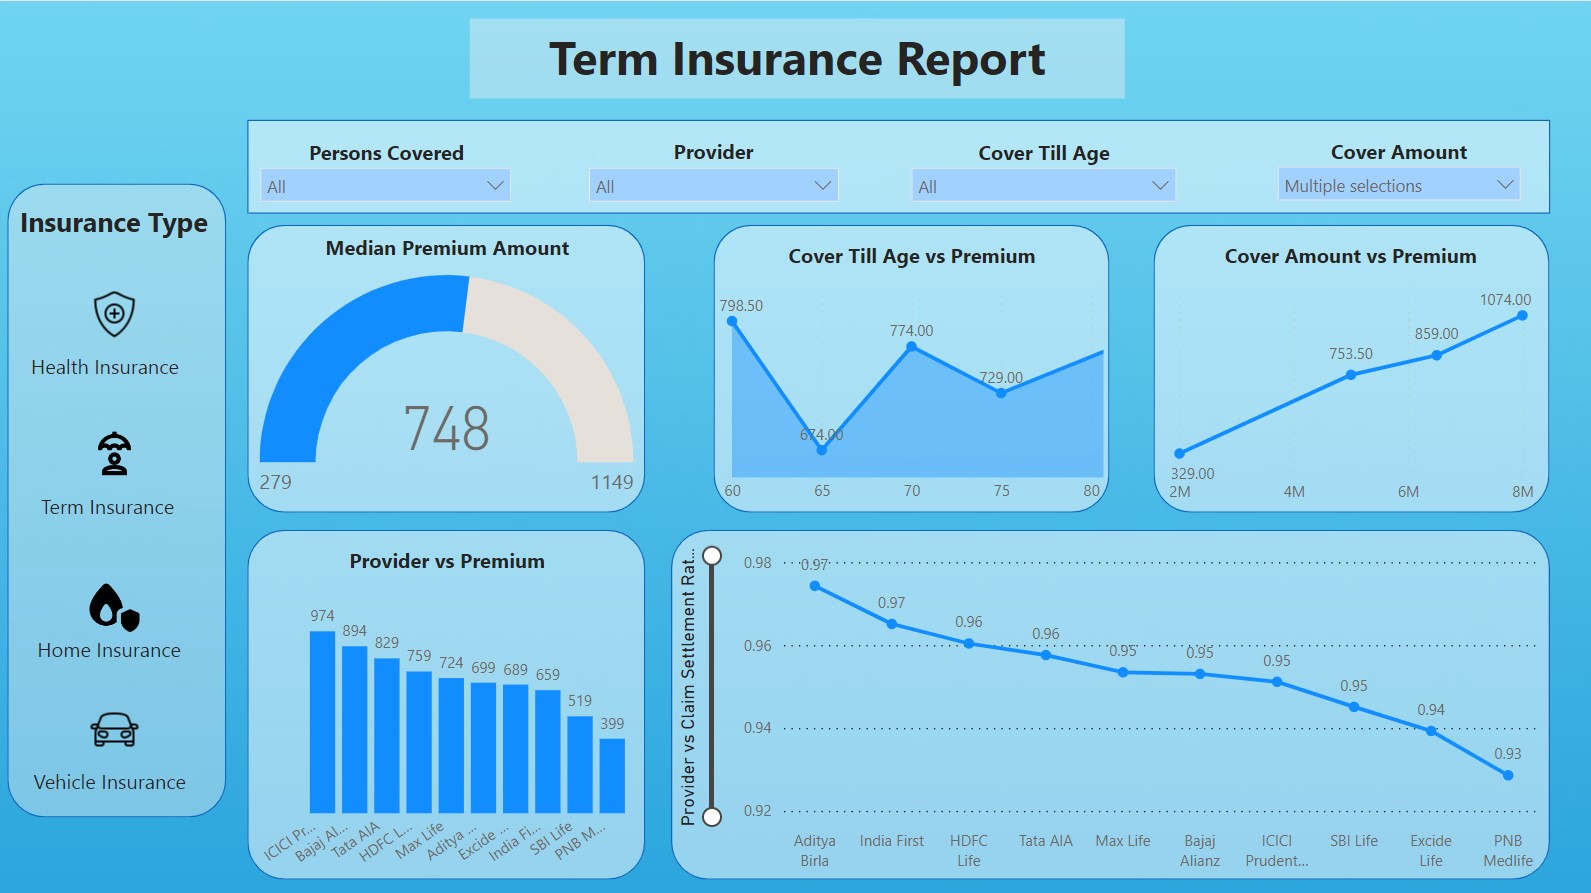 Term Insurance Report
Persons Covered
All
Provider
All
Cover Till Age
All
Cover Amount
Multiple selections
Insurance Type
Health Insurance
Term Insurance
Home Insurance
Vehicle Insurance
Median Premium Amount
748
279
1149
Cover Till Age vs Premium
798.50
674.00
774.00
729.00
60 65 70 75 80
Cover Amount vs Premium
329.00
753.50
859.00
1074.00
2M 4M 6M 8M
Provider vs Premium
974 894 829 759 724 699 689 659 519 399
ICICI Pr... Bajaj Al... Tata AIA HDFC L... Max Life Aditya ... Excide ... India Fi... SBI Life PNB M...
Provider vs Claim Settlement Rat...
0.98
0.96
0.94
0.92
0.97 0.97 0.96 0.96 0.95 0.95 0.95 0.95 0.94 0.93
Aditya
Birla
India First
HDFC
Life
Tata AIA
Max Life
Bajaj
Alianz
ICICI
Prudent...
SBI Life
Excide
Life
PNB
Medlife